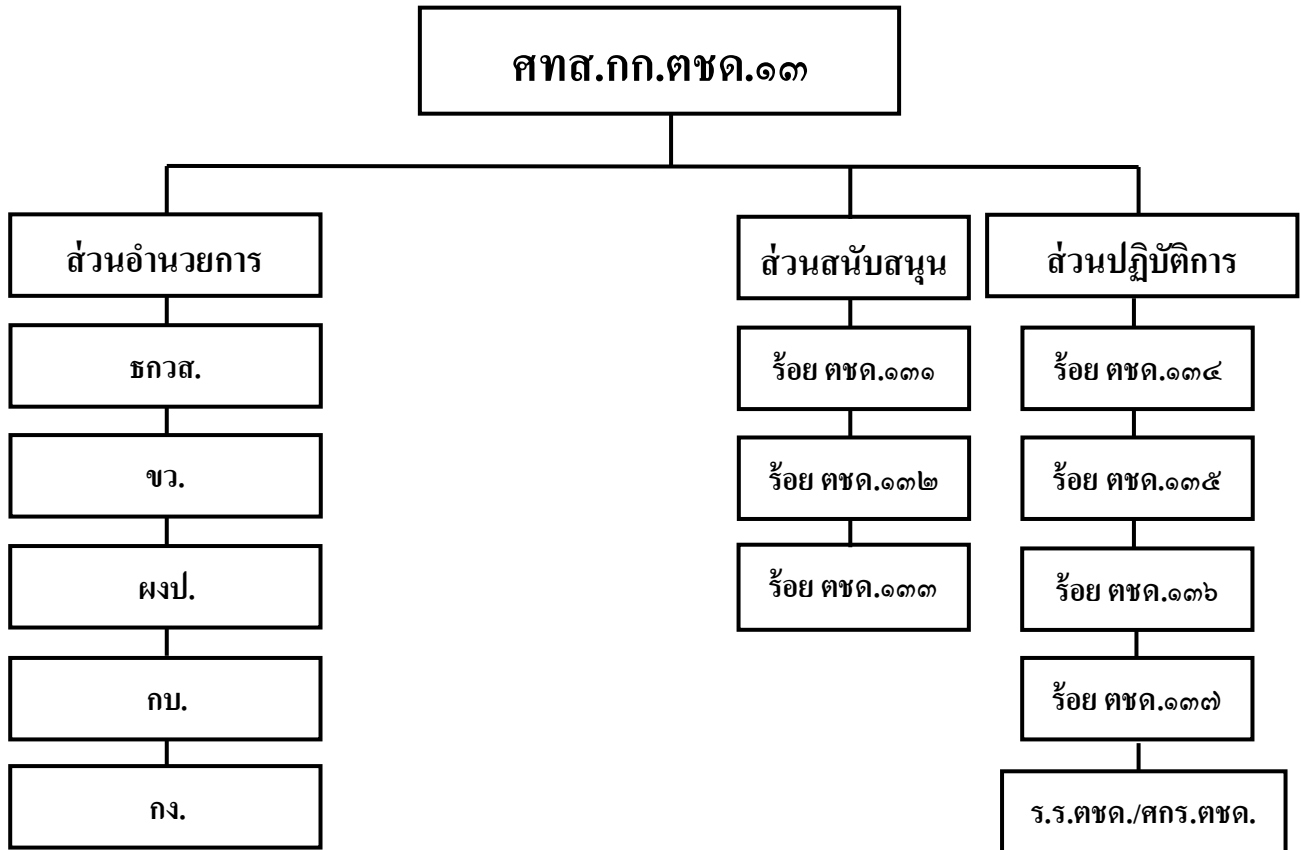 ศทส.กก.ตชด.๑๓
ส่วนอำนวยการ
ธกวส.
ขว.
ผงป.
กบ.
กง.
ส่วนสนับสนุน
ร้อย ตชด.๑๓๑
ร้อย ตชด.๑๓๒
ร้อย ตชด.๑๓๓
ส่วนปฏิบัติการ
ร้อย ตชด.๑๓๔
ร้อย ตชด.๑๓๕
ร้อย ตชด.๑๓๖
ร้อย ตชด.๑๓๗
ร.ร.ตชด./ศกร.ตชด.